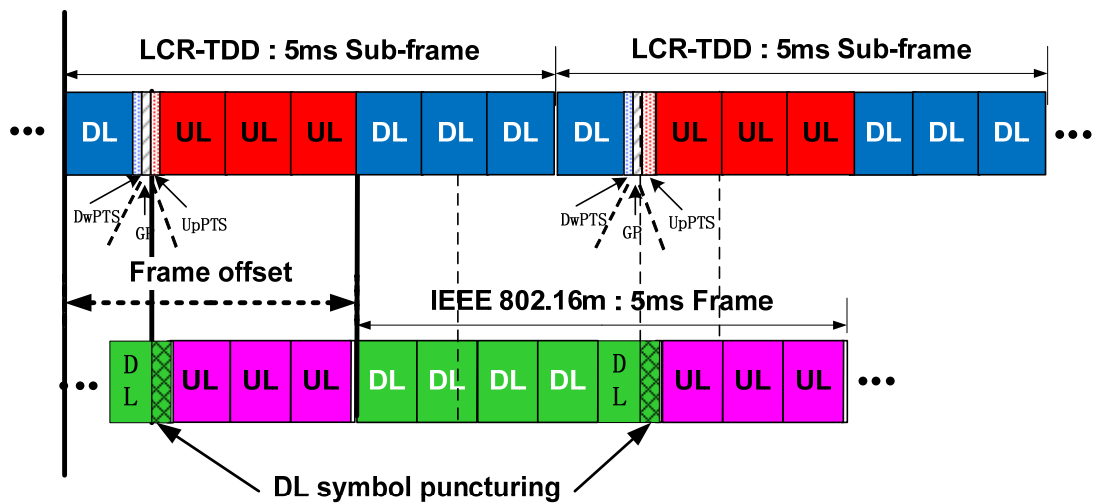 LCR-TDD : 5ms Sub-frame LCR-TDD : 5ms Sub-frame
••• DL UL UL UL DL DL DL DL UL UL UL DL DL DL •••
DwPTS GP UpPTS DwPTS GP UpPTS
Frame offset
IEEE 802.16m : 5ms Frame
••• DL UL UL UL DL DL DL DL DL UL UL UL •••
DL symbol puncturing